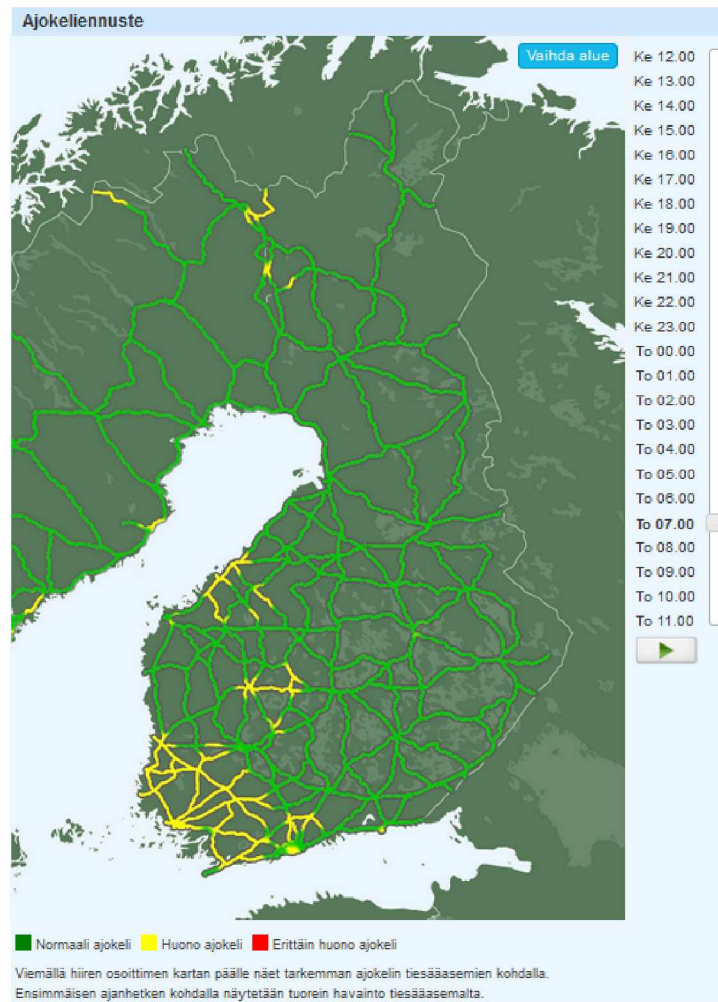 Ajokeliennuste
Vaihda alue
Ke 12.00
Ke 13.00
Ke 14.00
Ke 15.00
Ke 16.00
Ke 17.00
Ke 18.00
Ke 19.00
Ke 20.00
Ke 21.00
Ke 22.00
Ke 23.00
To 00.00
To 01.00
To 02.00
To 03.00
To 04.00
To 05.00
To 06.00
To 07.00
To 08.00
To 09.00
To 10.00
To 11.00
Normaali ajokeli Huono ajokeli Erittäin huono ajokeli
Viemällä hiiren osoittimen kartan päälle näet tarkemman ajokelin tiesääasemien kohdalla.
Ensimmäisen ajanhetken kohdalla näytetään tuorein havainto tiesääasemalta.